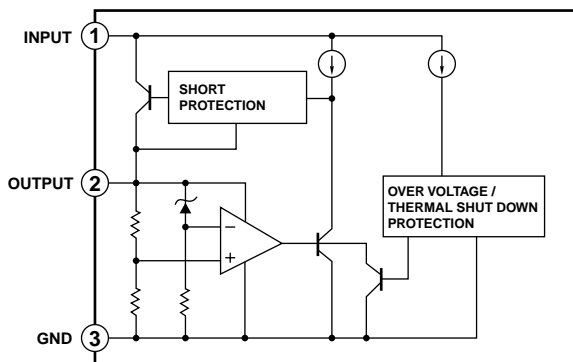 INPUT 1
SHORT
PROTECTION
OUTPUT 2
OVER VOLTAGE /
THERMAL SHUT DOWN
PROTECTION
−
+
GND 3